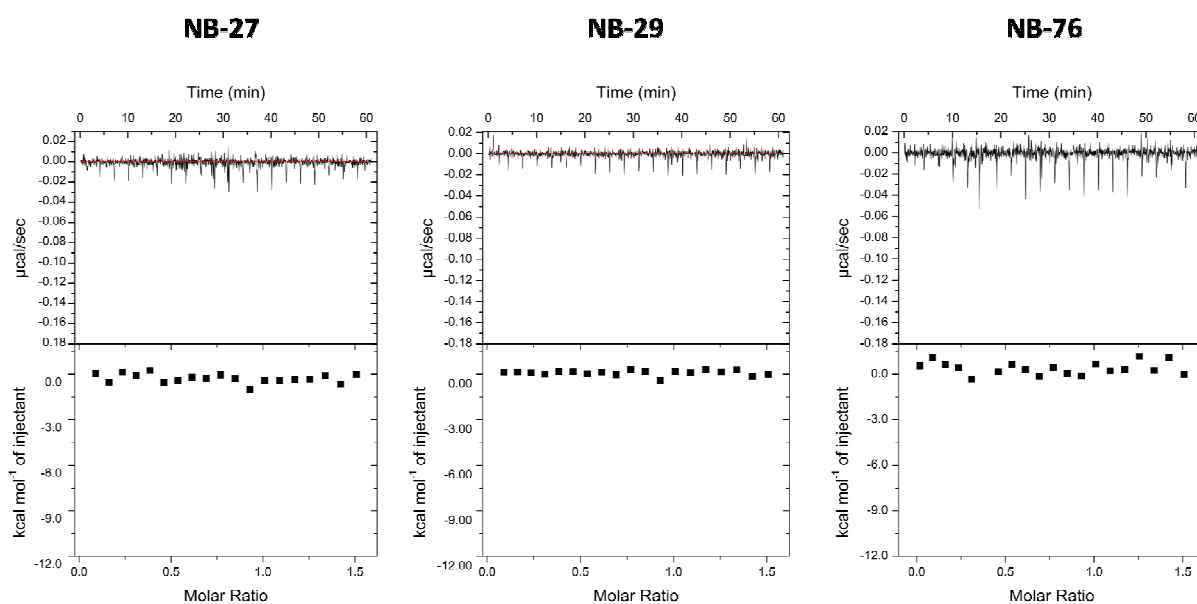 NB-27
NB-29
NB-76
Time (min)
0 10 20 30 40 50 60
0.02
0.00
-0.02
-0.04
-0.06
-0.08
-0.10
-0.12
-0.14
-0.16
-0.18
µcal/sec
0.0
-3.0
-6.0
-9.0
-12.0
kcal mol⁻¹ of injectant
0.0 0.5 1.0 1.5
Molar Ratio
Time (min)
0 10 20 30 40 50 60
0.02
0.00
-0.02
-0.04
-0.06
-0.08
-0.10
-0.12
-0.14
-0.16
-0.18
µcal/sec
0.00
-3.00
-6.00
-9.00
-12.00
kcal mol⁻¹ of injectant
0.0 0.5 1.0 1.5
Molar Ratio
Time (min)
0 10 20 30 40 50 60
0.02
0.00
-0.02
-0.04
-0.06
-0.08
-0.10
-0.12
-0.14
-0.16
-0.18
µcal/sec
0.0
-3.0
-6.0
-9.0
-12.0
kcal mol⁻¹ of injectant
0.0 0.5 1.0 1.5
Molar Ratio